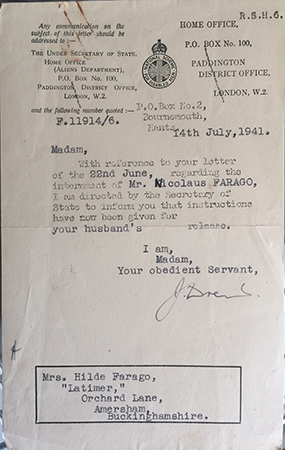 R.S.H.6.
Any communication on the
subject of this letter should be
addressed to:—
THE UNDER SECRETARY OF STATE,
HOME OFFICE
(ALIENS DEPARTMENT),
P.O. BOX No. 100,
PADDINGTON DISTRICT OFFICE,
LONDON, W.2.
and the following number quoted:—
F.11914/6.
HOME OFFICE,
P.O. BOX No. 100,
PADDINGTON
DISTRICT OFFICE,
LONDON, W.2.
P.O.Box No.2,
Bournemouth,
Hants.
14th July, 1941.
Madam,
With reference to your letter
of the 22nd June, regarding the
internment of Mr. Nicolaus FARAGO,
I am directed by the Secretary of
State to inform you that instructions
have now been given for
your husband's release.
I am,
Madam,
Your obedient Servant,
Mrs. Hilde Farago,
"Latimer,"
Orchard Lane,
Amersham,
Buckinghamshire.